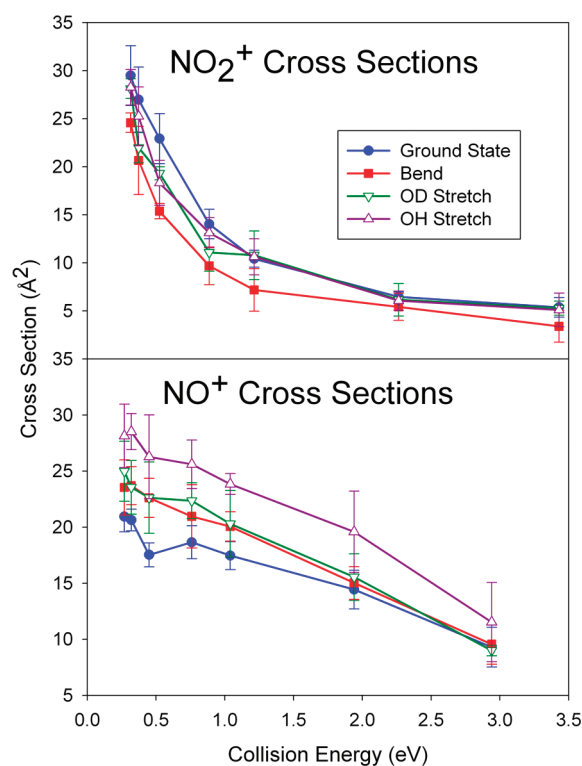 35
NO₂⁺ Cross Sections
30
25
20
15
10
5
Ground State
Bend
OD Stretch
OH Stretch
Cross Section (Å²)
35
NO⁺ Cross Sections
30
25
20
15
10
5
0.0 0.5 1.0 1.5 2.0 2.5 3.0 3.5
Collision Energy (eV)